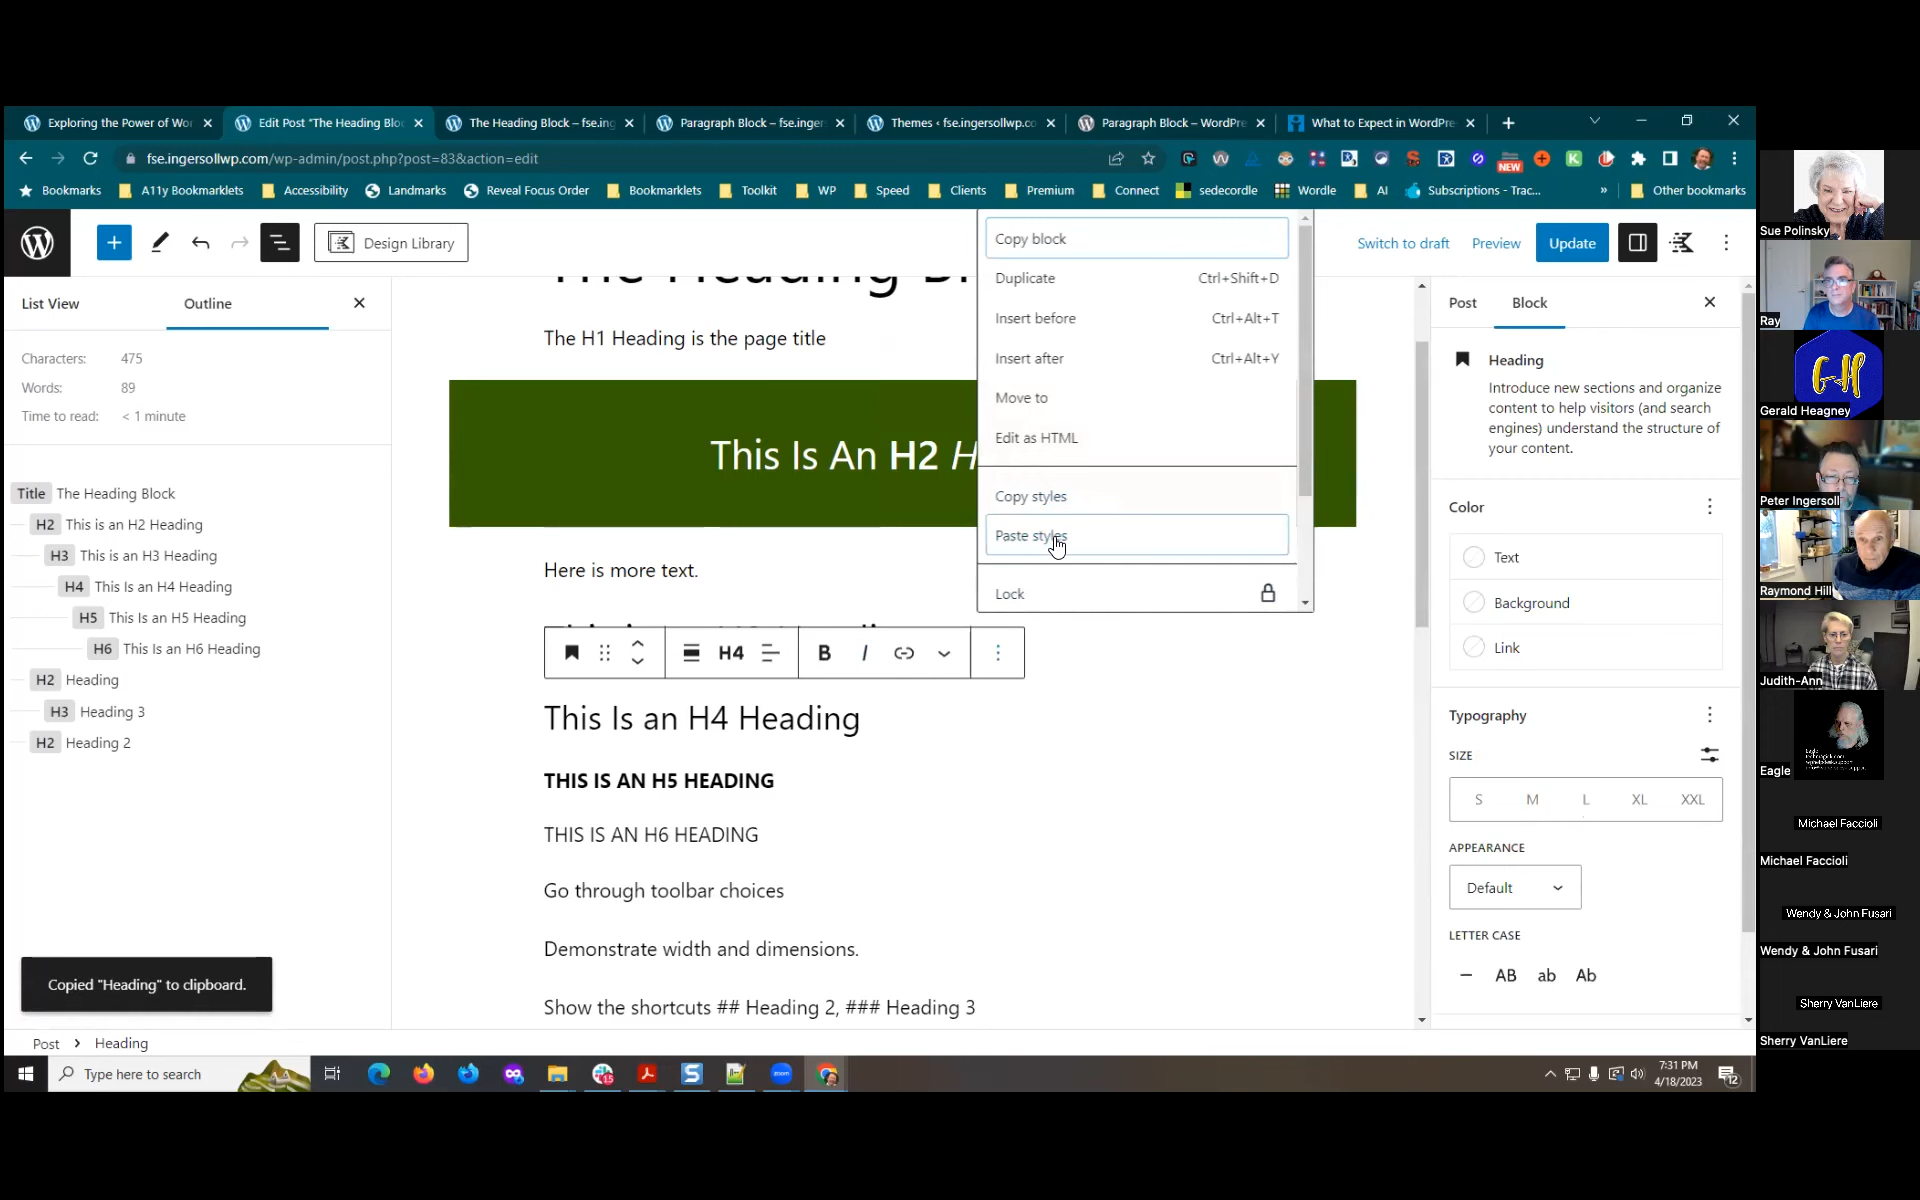 Exploring the Power of Wor
Edit Post "The Heading Bloc
The Heading Block – fse.ing
Paragraph Block – fse.inger
Themes ‹ fse.ingersollwp.co
Paragraph Block – WordPre
What to Expect in WordPre
fse.ingersollwp.com/wp-admin/post.php?post=83&action=edit
NEW
Bookmarks
A11y Bookmarklets
Accessibility
Landmarks
Reveal Focus Order
Bookmarklets
Toolkit
WP
Speed
Clients
Premium
Connect
sedecordle
Wordle
AI
Subscriptions - Trac...
»
Other bookmarks
Design Library
Switch to draft
Preview
Update
List View
Outline
Characters: 475
Words: 89
Time to read: < 1 minute
Title The Heading Block
H2 This is an H2 Heading
H3 This is an H3 Heading
H4 This Is an H4 Heading
H5 This Is an H5 Heading
H6 This Is an H6 Heading
H2 Heading
H3 Heading 3
H2 Heading 2
Copied "Heading" to clipboard.
The Heading B
The H1 Heading is the page title
This Is An H2 H
Here is more text.
H4
B
I
This Is an H4 Heading
THIS IS AN H5 HEADING
THIS IS AN H6 HEADING
Go through toolbar choices
Demonstrate width and dimensions.
Show the shortcuts ## Heading 2, ### Heading 3
Copy block
Duplicate Ctrl+Shift+D
Insert before Ctrl+Alt+T
Insert after Ctrl+Alt+Y
Move to
Edit as HTML
Copy styles
Paste styles
Lock
Post
Block
Heading
Introduce new sections and organize
content to help visitors (and search
engines) understand the structure of
your content.
Color
Text
Background
Link
Typography
SIZE
S M L XL XXL
APPEARANCE
Default
LETTER CASE
– AB ab Ab
Post > Heading
Type here to search
15
zoom
7:31 PM
4/18/2023
12
Sue Polinsky
Ray
GH
Gerald Heagney
Peter Ingersoll
Raymond Hill
Judith-Ann
Eagle
Michael Faccioli
Michael Faccioli
Wendy & John Fusari
Wendy & John Fusari
Sherry VanLiere
Sherry VanLiere